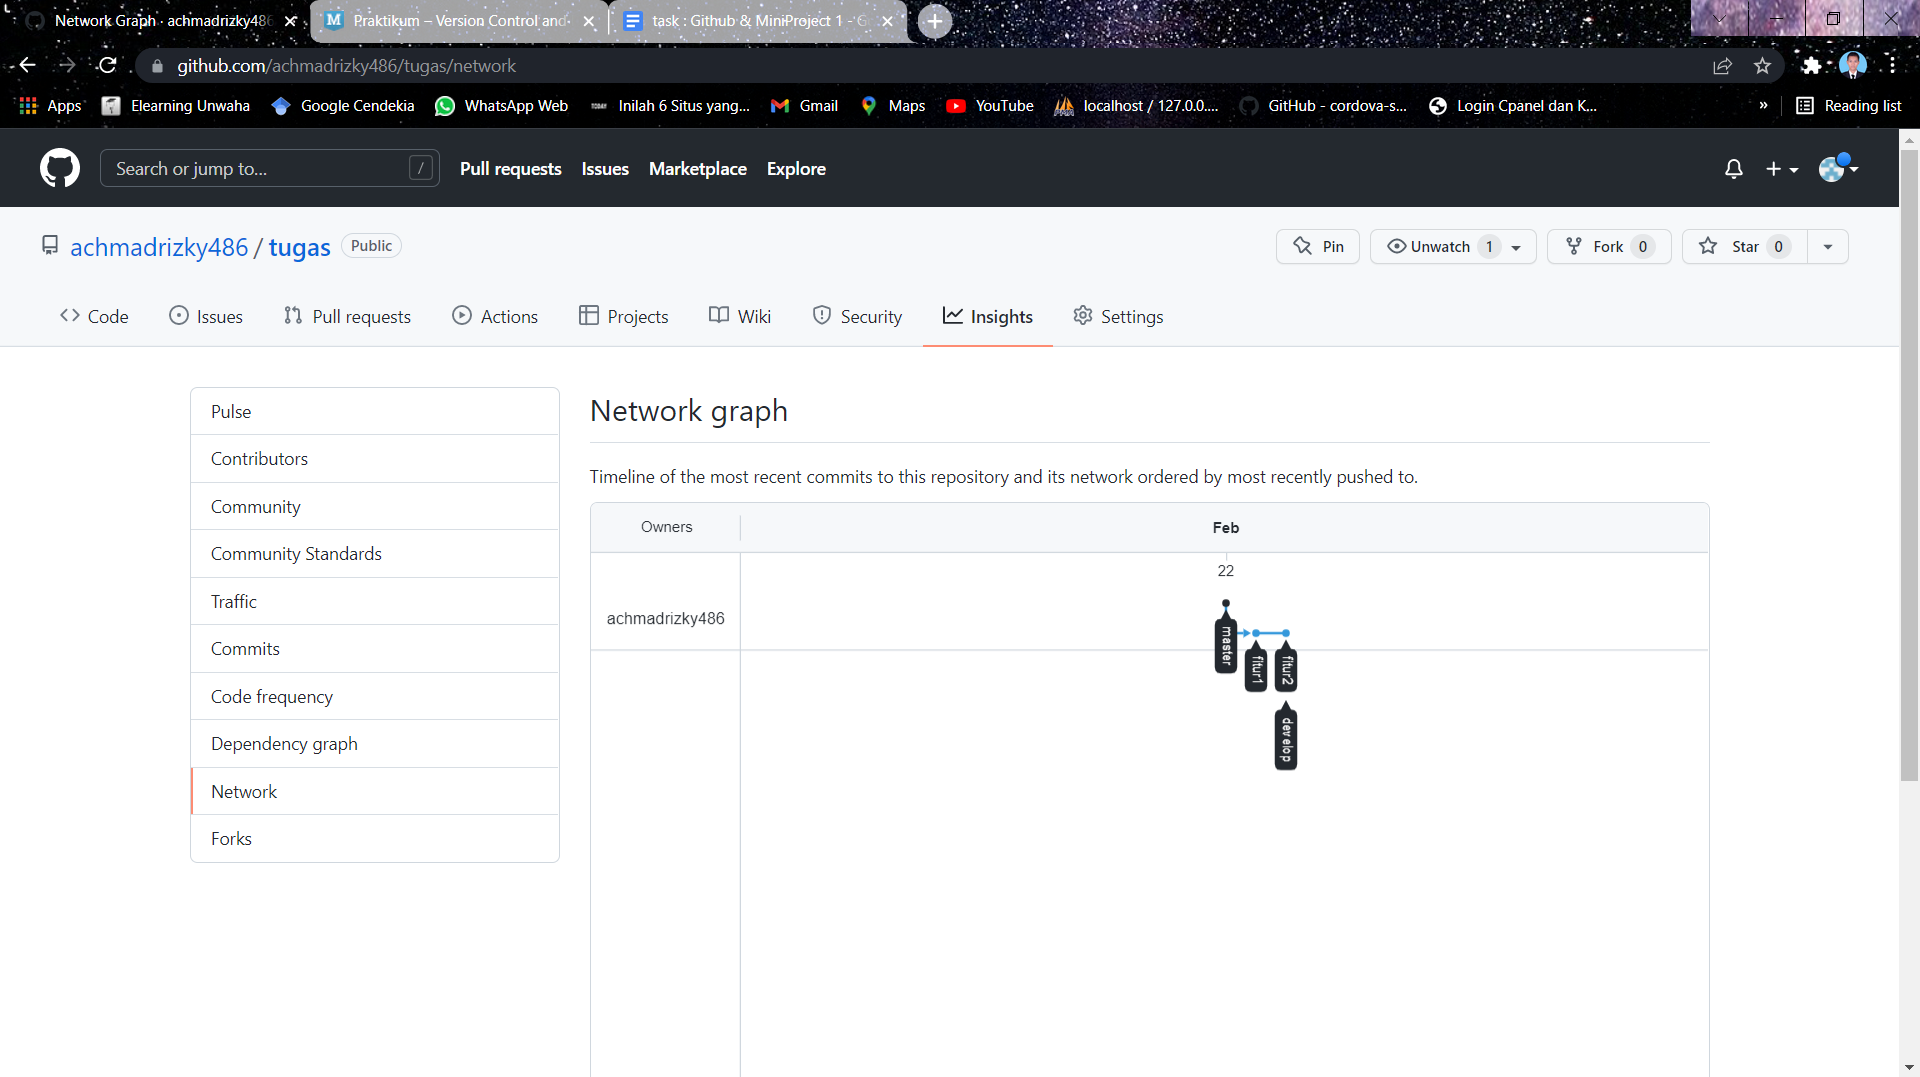 Network Graph · achmadrizky486
Praktikum – Version Control and
task : Github & MiniProject 1 - G
github.com/achmadrizky486/tugas/network
Apps
Elearning Unwaha
Google Cendekia
WhatsApp Web
Inilah 6 Situs yang...
Gmail
Maps
YouTube
localhost / 127.0.0....
GitHub - cordova-s...
Login Cpanel dan K...
»
Reading list
Search or jump to...
/
Pull requests
Issues
Marketplace
Explore
achmadrizky486 / tugas
Public
Pin
Unwatch 1
Fork 0
Star 0
Code
Issues
Pull requests
Actions
Projects
Wiki
Security
Insights
Settings
Pulse
Contributors
Community
Community Standards
Traffic
Commits
Code frequency
Dependency graph
Network
Forks
Network graph
Timeline of the most recent commits to this repository and its network ordered by most recently pushed to.
Owners
Feb
22
achmadrizky486
master
fitur1
fitur2
develop